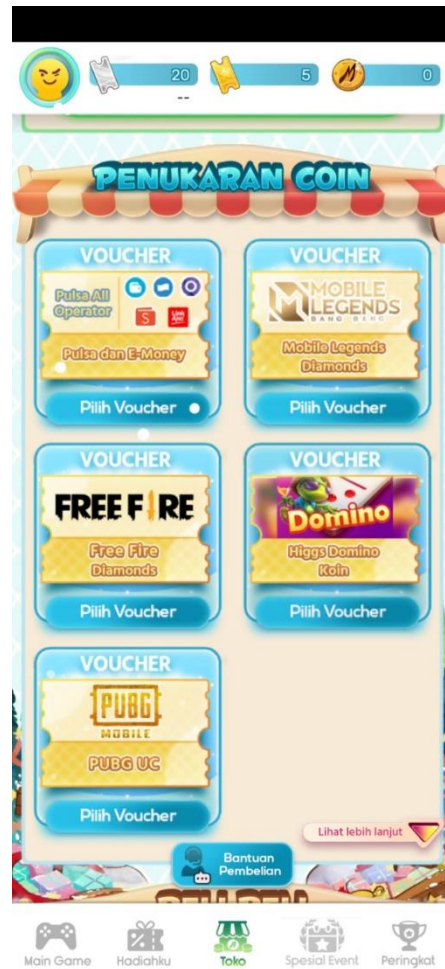 20
5
0
--
PENUKARAN COIN
VOUCHER
Pulsa All
Operator
S
Link
Aja!
Pulsa dan E-Money
Pilih Voucher
VOUCHER
M
MOBILE
LEGENDS
BANG BANG
Mobile Legends
Diamonds
Pilih Voucher
VOUCHER
FREE FIRE
Free Fire
Diamonds
Pilih Voucher
VOUCHER
Domino
Higgs Domino
Koin
Pilih Voucher
VOUCHER
PUBG
MOBILE
PUBG UC
Pilih Voucher
Lihat lebih lanjut
Bantuan
Pembelian
Main Game
Hadiahku
Toko
Spesial Event
Peringkat